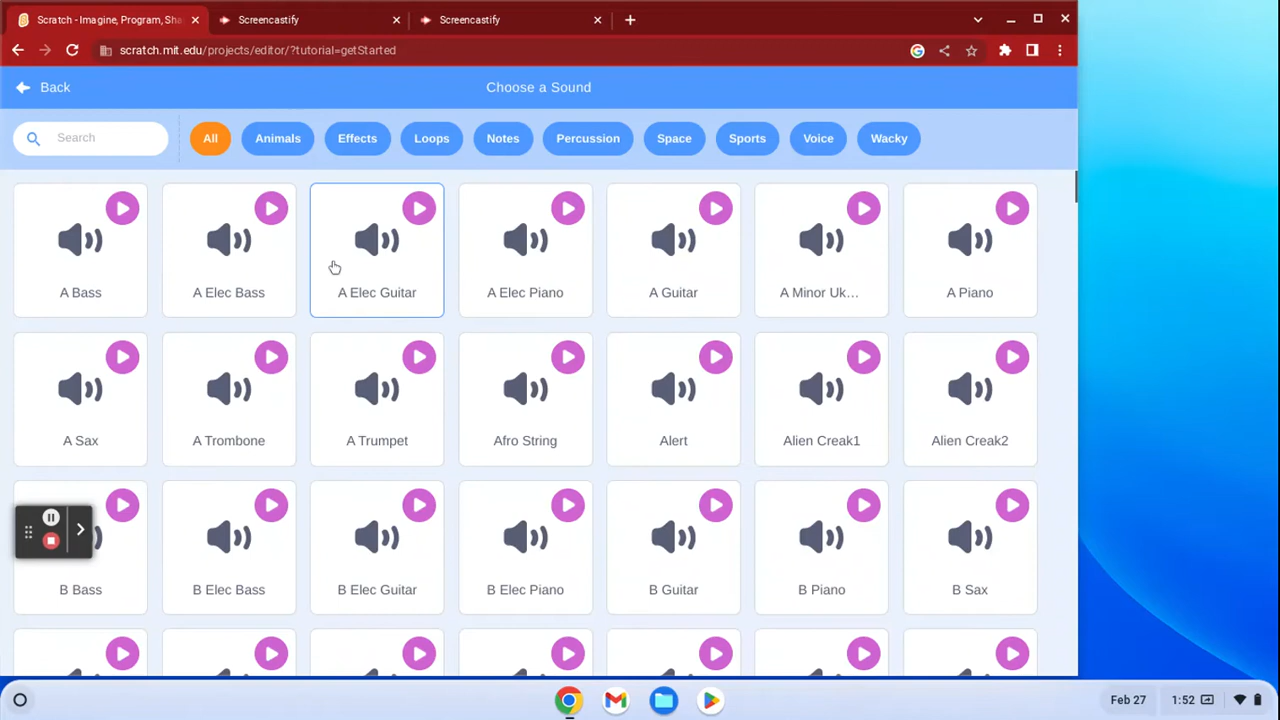 Scratch - Imagine, Program, Sha
Screencastify
Screencastify
scratch.mit.edu/projects/editor/?tutorial=getStarted
Back
Choose a Sound
Search
All
Animals
Effects
Loops
Notes
Percussion
Space
Sports
Voice
Wacky
A Bass
A Elec Bass
A Elec Guitar
A Elec Piano
A Guitar
A Minor Uk...
A Piano
A Sax
A Trombone
A Trumpet
Afro String
Alert
Alien Creak1
Alien Creak2
B Bass
B Elec Bass
B Elec Guitar
B Elec Piano
B Guitar
B Piano
B Sax
Feb 27
1:52